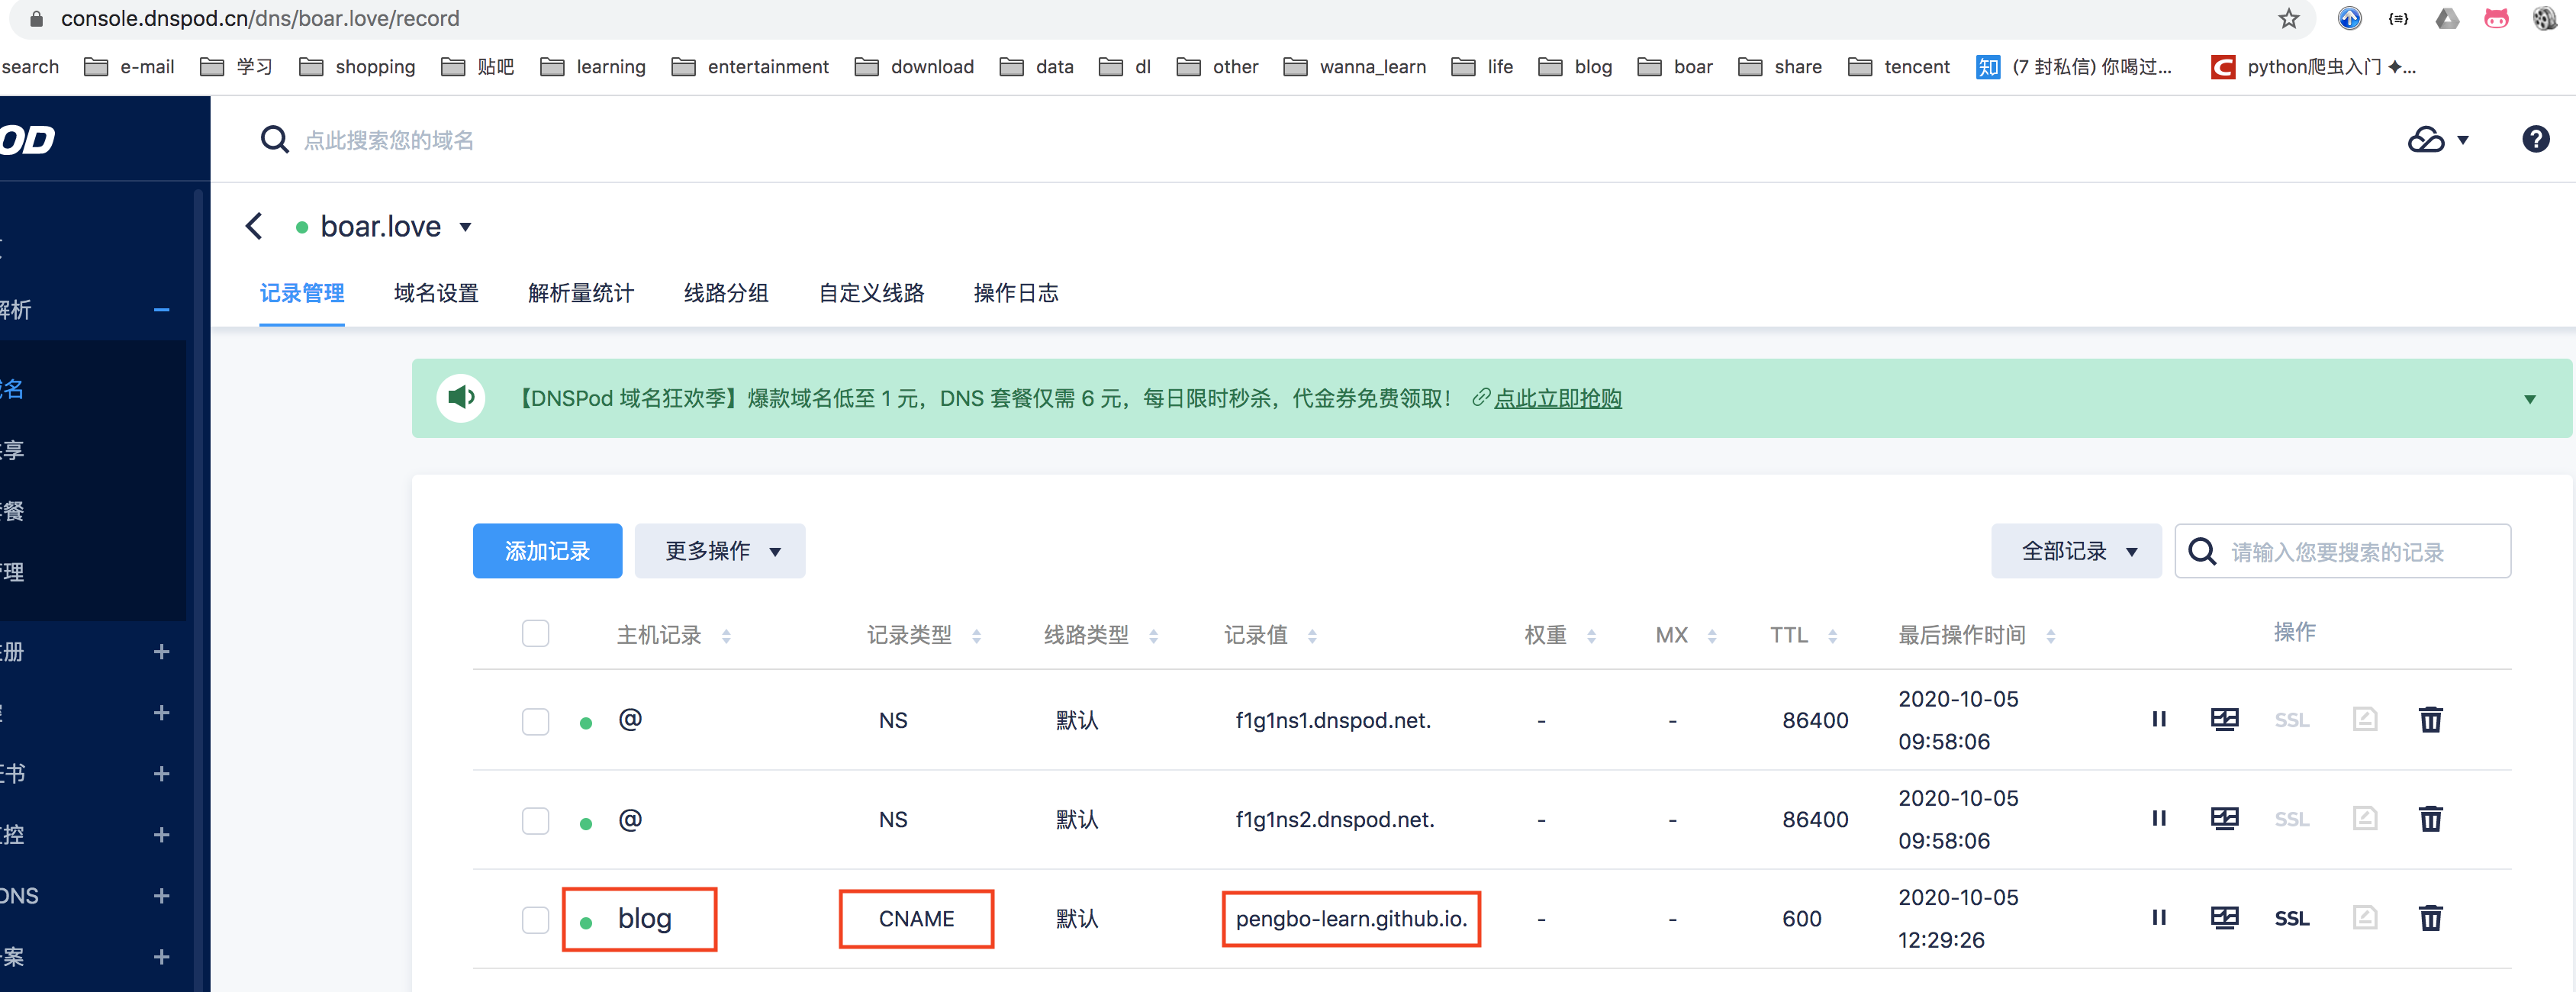 console.dnspod.cn/dns/boar.love/record
search e-mail 学习 shopping 贴吧 learning entertainment download data dl other wanna_learn life blog boar share tencent 知 (7 封私信) 你喝过... C python爬虫入门 ✦...
点此搜索您的域名
boar.love
记录管理 域名设置 解析量统计 线路分组 自定义线路 操作日志
解析
域名
共享
套餐
管理
注册
证书
监控
DNS
备案
【DNSPod 域名狂欢季】爆款域名低至 1 元，DNS 套餐仅需 6 元，每日限时秒杀，代金券免费领取！ 点此立即抢购
添加记录 更多操作 全部记录 请输入您要搜索的记录
主机记录 记录类型 线路类型 记录值 权重 MX TTL 最后操作时间 操作
@ NS 默认 f1g1ns1.dnspod.net. - - 86400 2020-10-05 09:58:06 SSL
@ NS 默认 f1g1ns2.dnspod.net. - - 86400 2020-10-05 09:58:06 SSL
blog CNAME 默认 pengbo-learn.github.io. - - 600 2020-10-05 12:29:26 SSL